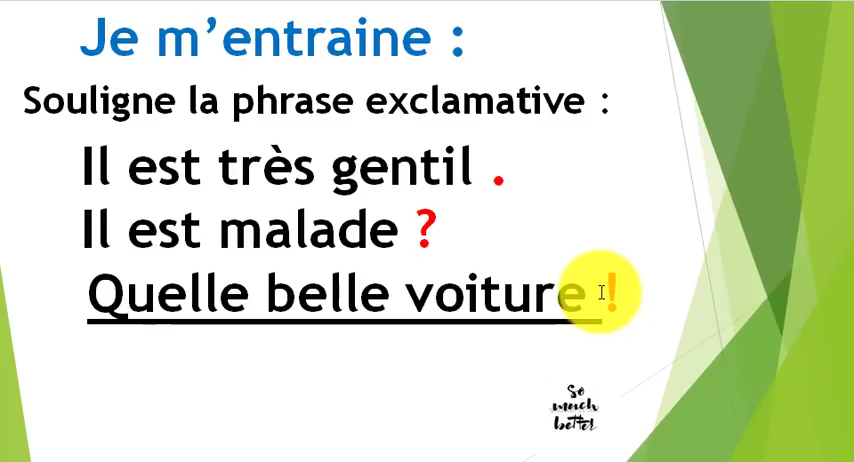 Je m’entraine :
Souligne la phrase exclamative :
Il est très gentil .
Il est malade ?
Quelle belle voiture !
So
much
better